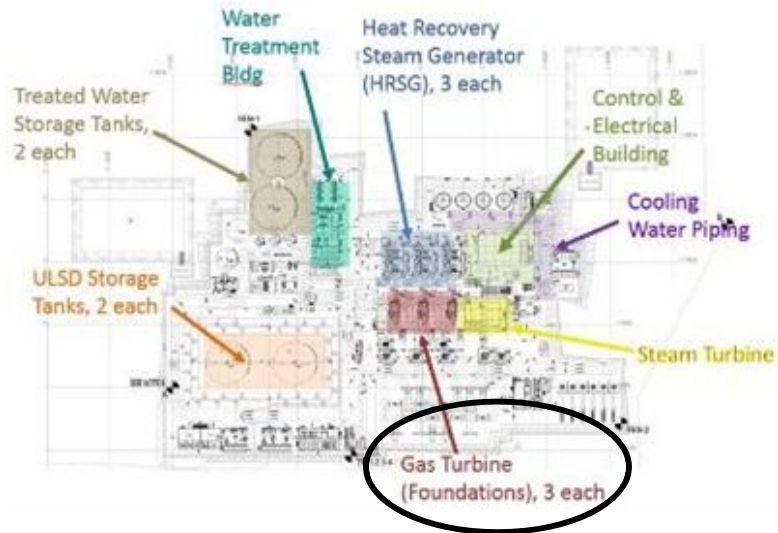 Water
Treatment
Bldg
Heat Recovery
Steam Generator
(HRSG), 3 each
Treated Water
Storage Tanks,
2 each
Control &
Electrical
Building
Cooling
Water Piping
ULSD Storage
Tanks, 2 each
Steam Turbine
Gas Turbine
(Foundations), 3 each